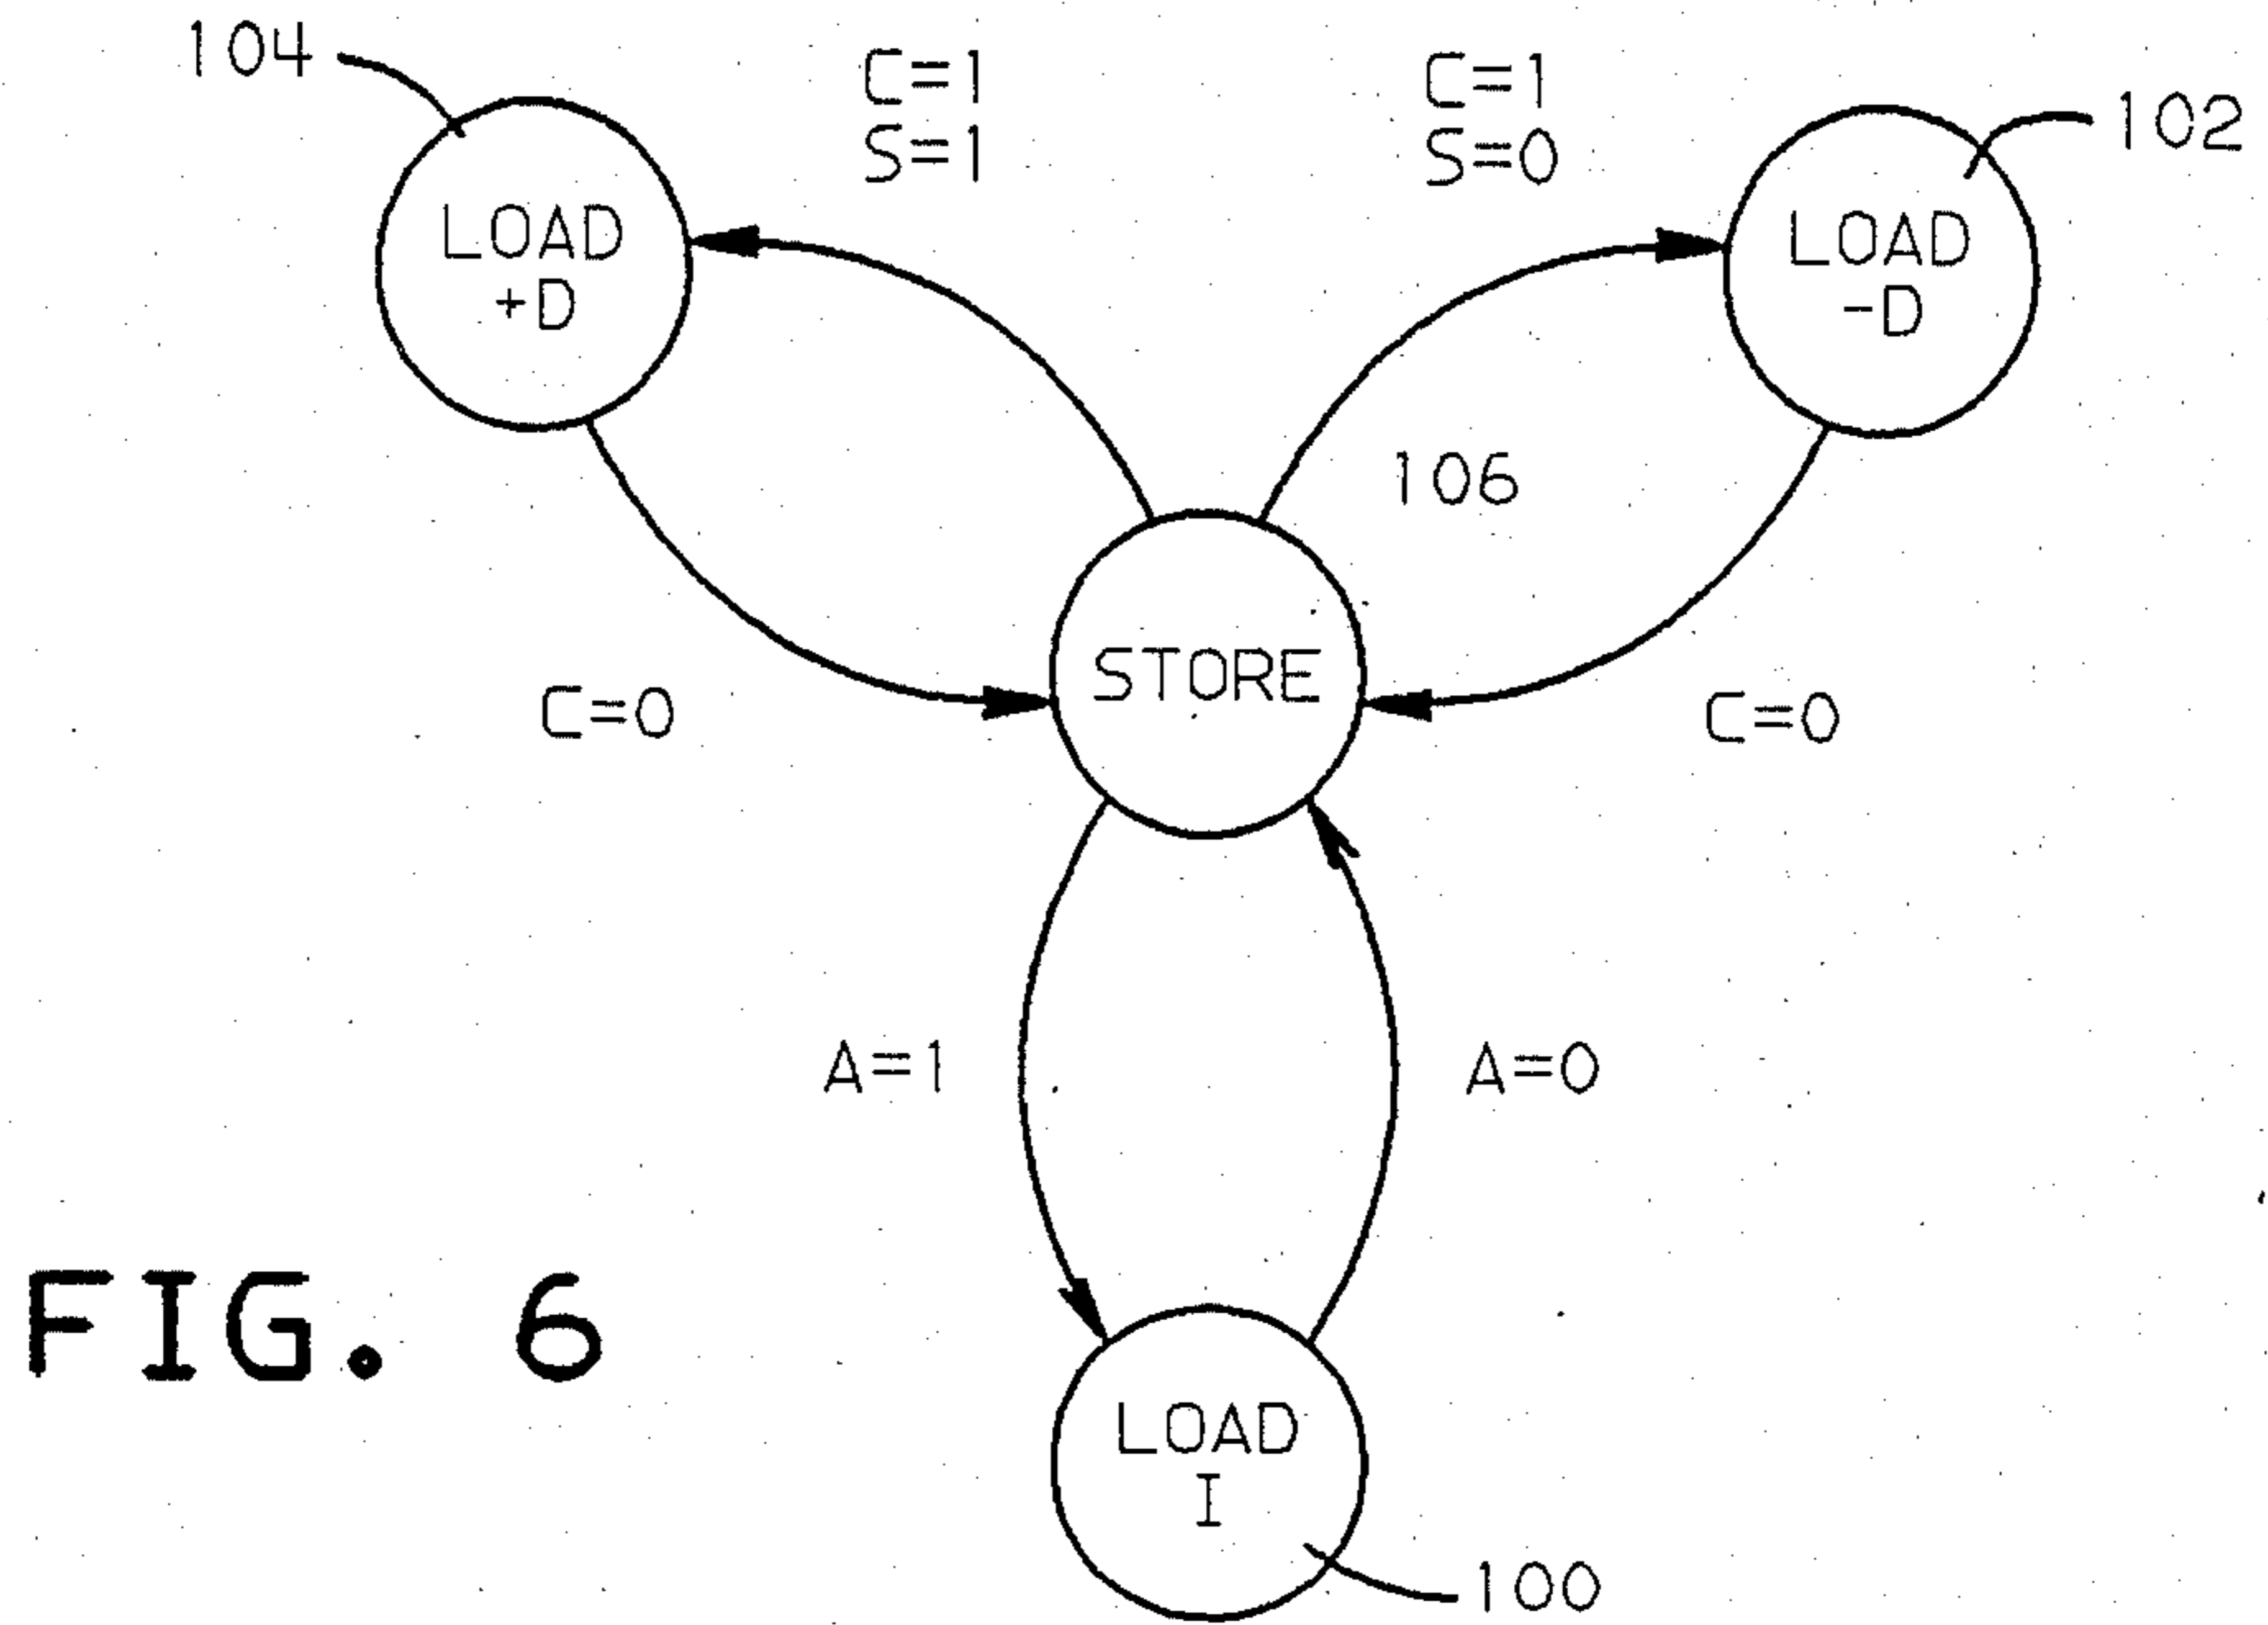 104
C=1
S=1
C=1
S=0
102
LOAD
+D
LOAD
-D
106
STORE
C=0
C=0
A=1
A=0
FIG. 6
LOAD
I
100